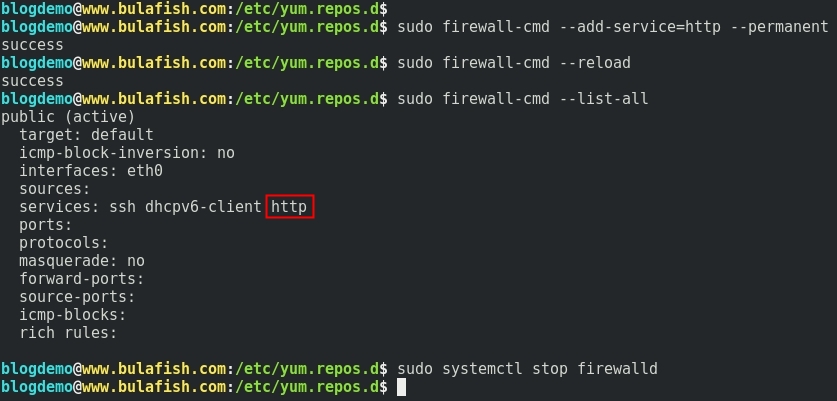 blogdemo@www.bulafish.com:/etc/yum.repos.d$
blogdemo@www.bulafish.com:/etc/yum.repos.d$ sudo firewall-cmd --add-service=http --permanent
success
blogdemo@www.bulafish.com:/etc/yum.repos.d$ sudo firewall-cmd --reload
success
blogdemo@www.bulafish.com:/etc/yum.repos.d$ sudo firewall-cmd --list-all
public (active)
  target: default
  icmp-block-inversion: no
  interfaces: eth0
  sources:
  services: ssh dhcpv6-client http
  ports:
  protocols:
  masquerade: no
  forward-ports:
  source-ports:
  icmp-blocks:
  rich rules:
blogdemo@www.bulafish.com:/etc/yum.repos.d$ sudo systemctl stop firewalld
blogdemo@www.bulafish.com:/etc/yum.repos.d$